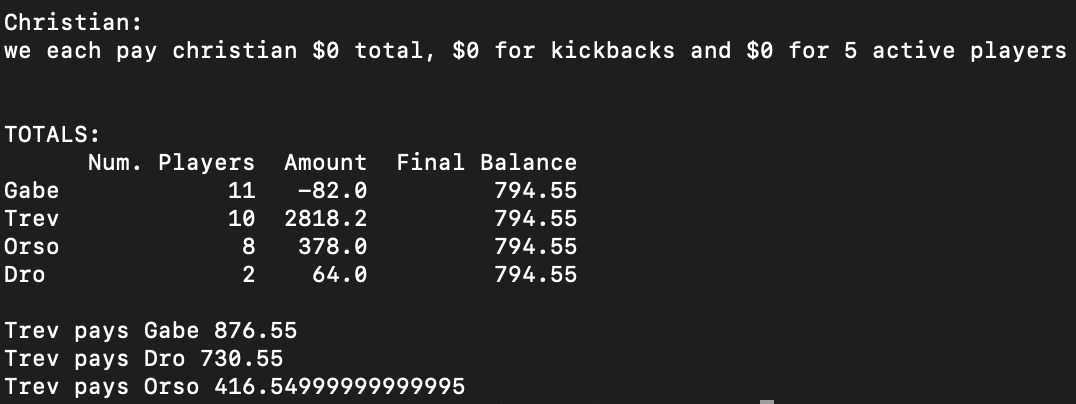 Christian:
we each pay christian $0 total, $0 for kickbacks and $0 for 5 active players
TOTALS:
Num. Players Amount Final Balance
Gabe 11 -82.0 794.55
Trev 10 2818.2 794.55
Orso 8 378.0 794.55
Dro 2 64.0 794.55
Trev pays Gabe 876.55
Trev pays Dro 730.55
Trev pays Orso 416.54999999999995